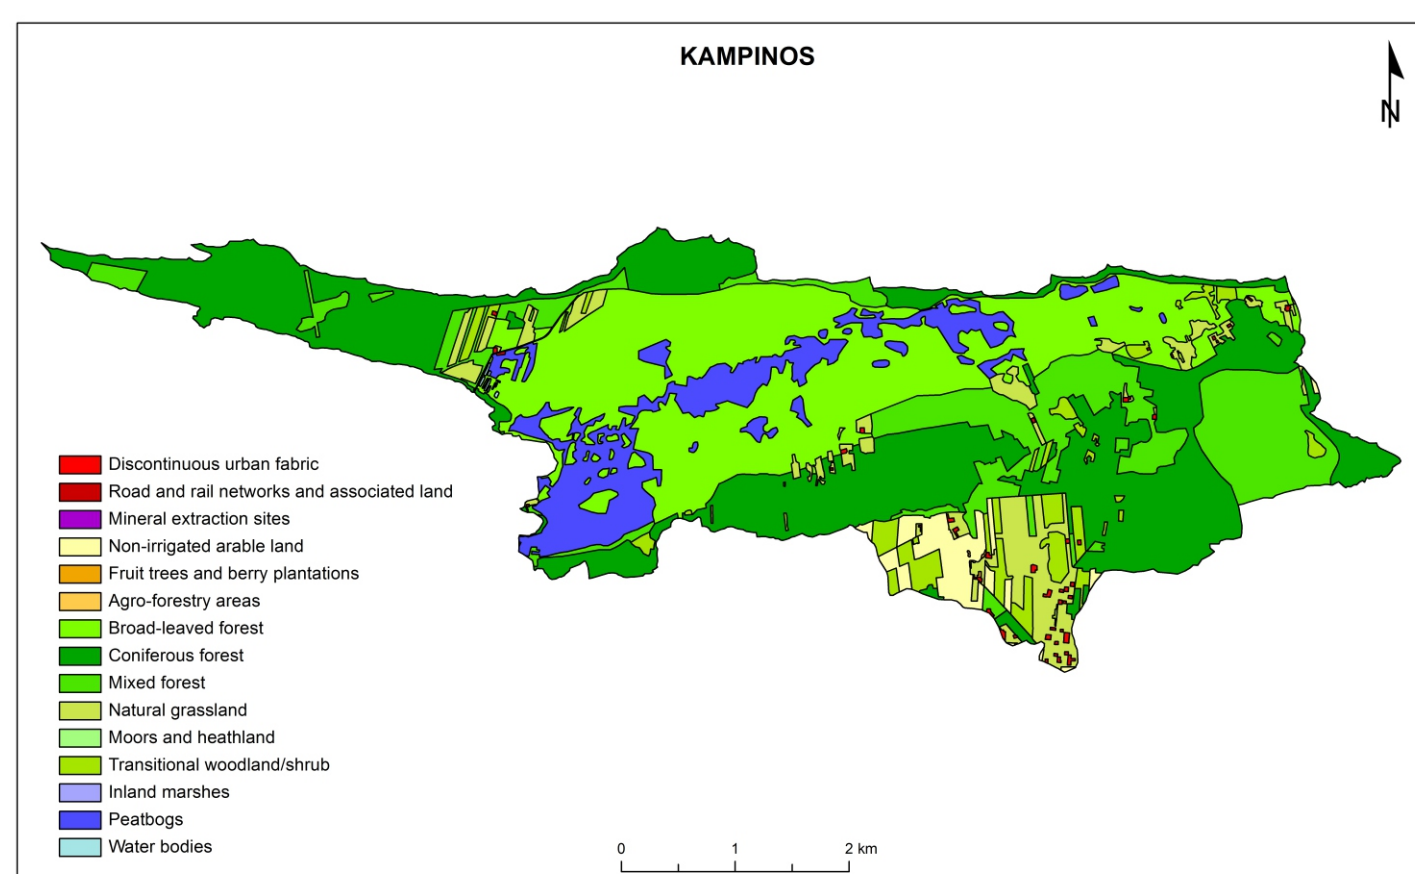 KAMPINOS
N
Discontinuous urban fabric
Road and rail networks and associated land
Mineral extraction sites
Non-irrigated arable land
Fruit trees and berry plantations
Agro-forestry areas
Broad-leaved forest
Coniferous forest
Mixed forest
Natural grassland
Moors and heathland
Transitional woodland/shrub
Inland marshes
Peatbogs
Water bodies
0 1 2 km